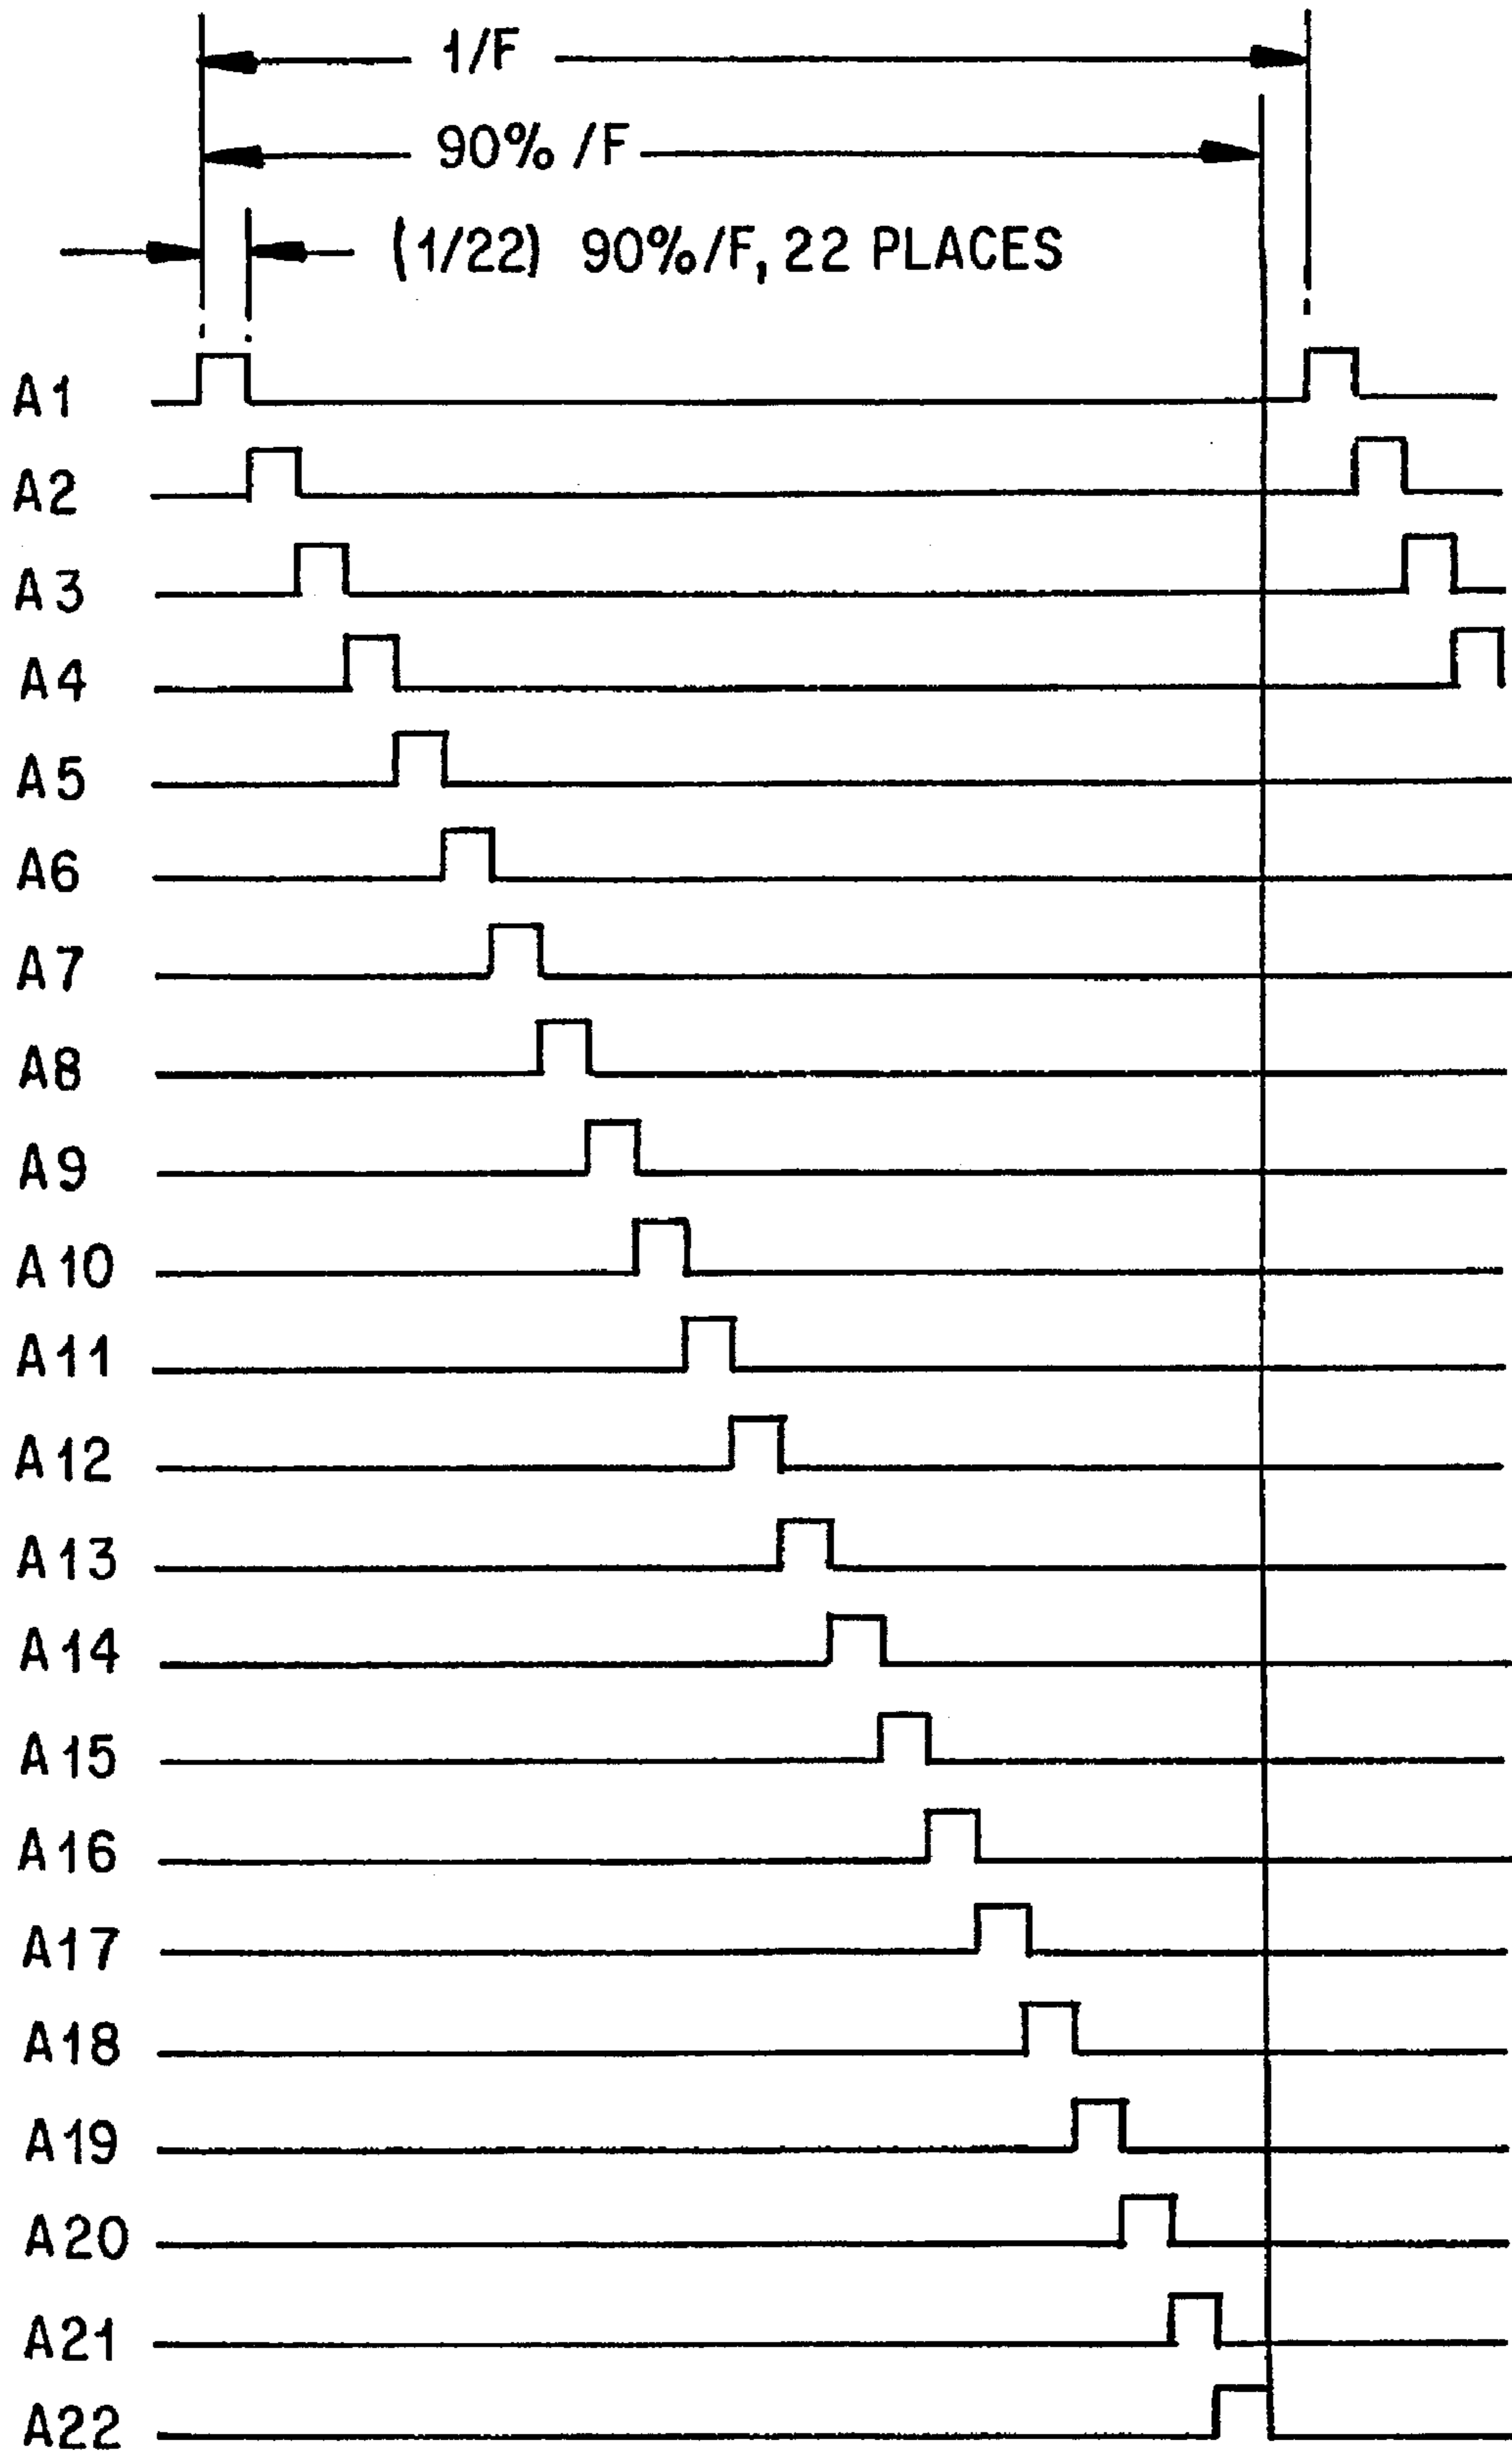 1/F
90% /F
(1/22) 90%/F, 22 PLACES
A1
A2
A3
A4
A5
A6
A7
A8
A9
A10
A11
A12
A13
A14
A15
A16
A17
A18
A19
A20
A21
A22